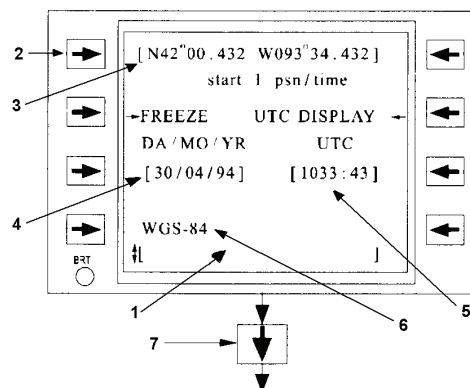 2
[N42°00.432 W093°34.432]
3
start 1 psn/time
FREEZE UTC DISPLAY
DA/MO/YR UTC
[30/04/94] [1033:43]
4
WGS-84
BRT
[ ]
1
6
5
7